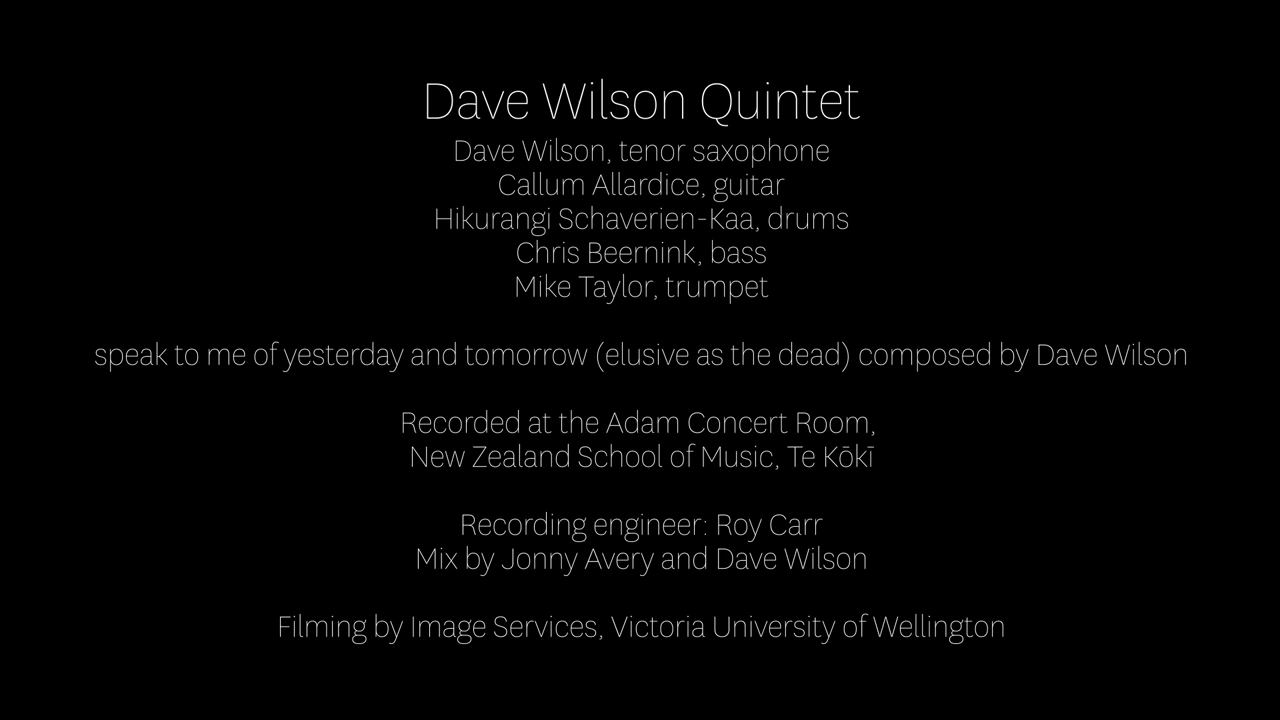 Dave Wilson Quintet
Dave Wilson, tenor saxophone
Callum Allardice, guitar
Hikurangi Schaverien-Kaa, drums
Chris Beernink, bass
Mike Taylor, trumpet
speak to me of yesterday and tomorrow (elusive as the dead) composed by Dave Wilson
Recorded at the Adam Concert Room,
New Zealand School of Music, Te Kōkī
Recording engineer: Roy Carr
Mix by Jonny Avery and Dave Wilson
Filming by Image Services, Victoria University of Wellington